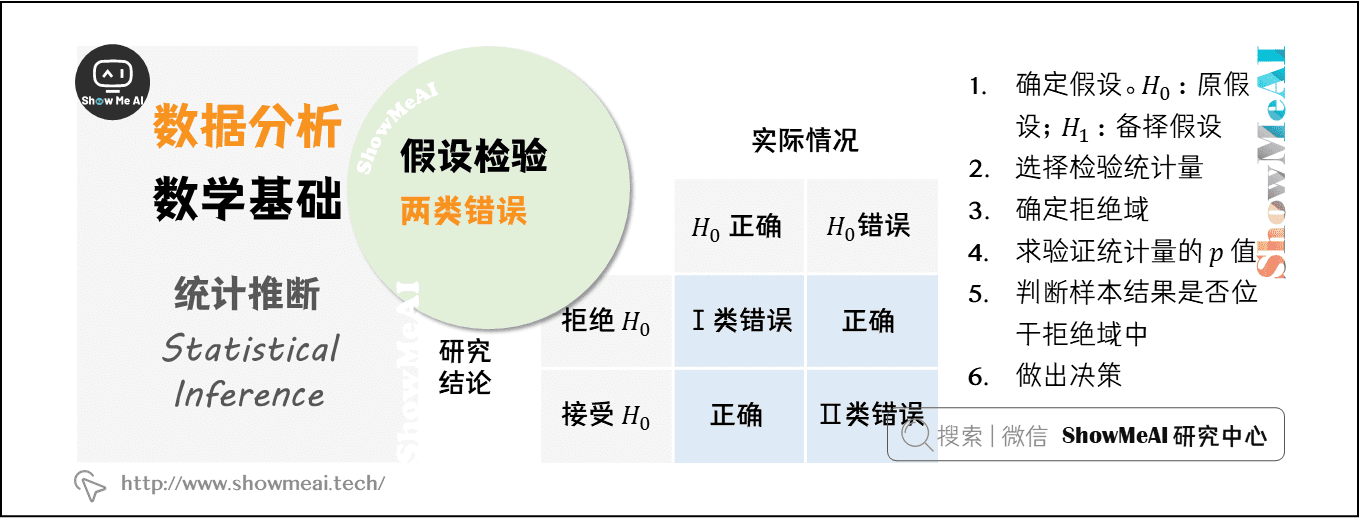 Show Me AI
数据分析
数学基础
统计推断
Statistical
Inference
ShowMeAI
假设检验
两类错误
ShowMeAI
实际情况
H₀ 正确
H₀ 错误
研究
结论
拒绝 H₀
Ⅰ类错误
正确
接受 H₀
正确
Ⅱ类错误
1. 确定假设。H₀：原假
设；H₁：备择假设
2. 选择检验统计量
3. 确定拒绝域
4. 求验证统计量的 p 值
5. 判断样本结果是否位
于拒绝域中
6. 做出决策
ShowMeAI
搜索 | 微信 ShowMeAI 研究中心
http://www.showmeai.tech/